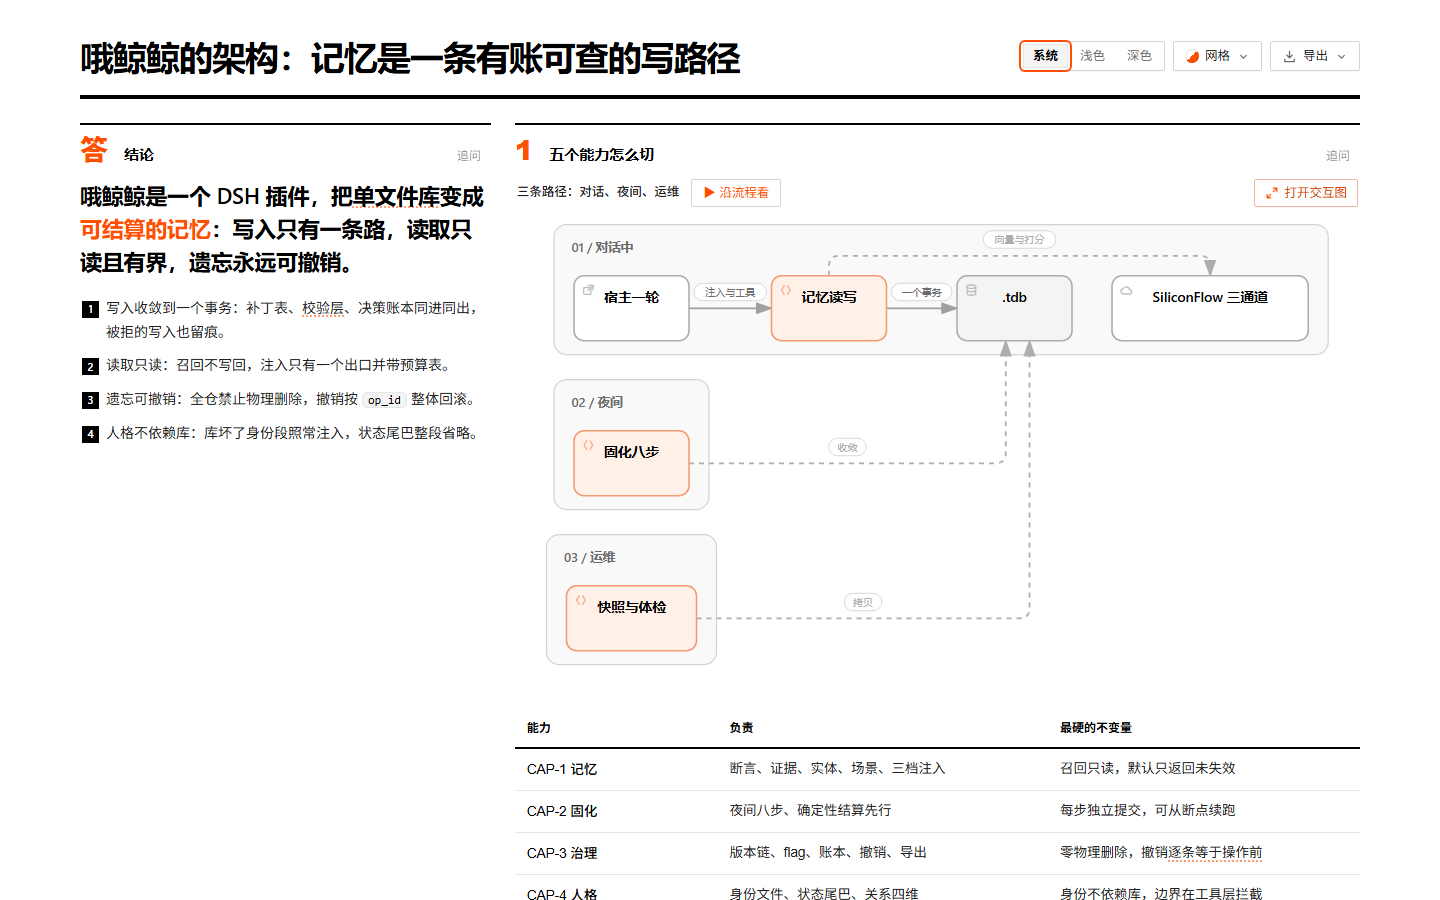 哦鲸鲸的架构：记忆是一条有账可查的写路径
系统 浅色 深色 网格 导出
答 结论 追问
哦鲸鲸是一个 DSH 插件，把单文件库变成
可结算的记忆：写入只有一条路，读取只
读且有界，遗忘永远可撤销。
1 写入收敛到一个事务：补丁表、校验层、决策账本同进同出，
被拒的写入也留痕。
2 读取只读：召回不写回，注入只有一个出口并带预算表。
3 遗忘可撤销：全仓禁止物理删除，撤销按 op_id 整体回滚。
4 人格不依赖库：库坏了身份段照常注入，状态尾巴整段省略。
1 五个能力怎么切 追问
三条路径：对话、夜间、运维 沿流程看 打开交互图
01 / 对话中
向量与打分
宿主一轮
注入与工具
记忆读写
一个事务
.tdb
SiliconFlow 三通道
02 / 夜间
固化八步
收敛
03 / 运维
快照与体检
拷贝
能力 负责 最硬的不变量
CAP-1 记忆 断言、证据、实体、场景、三档注入 召回只读，默认只返回未失效
CAP-2 固化 夜间八步、确定性结算先行 每步独立提交，可从断点续跑
CAP-3 治理 版本链、flag、账本、撤销、导出 零物理删除，撤销逐条等于操作前
CAP-4 人格 身份文件、状态尾巴、关系四维 身份不依赖库，边界在工具层拦截